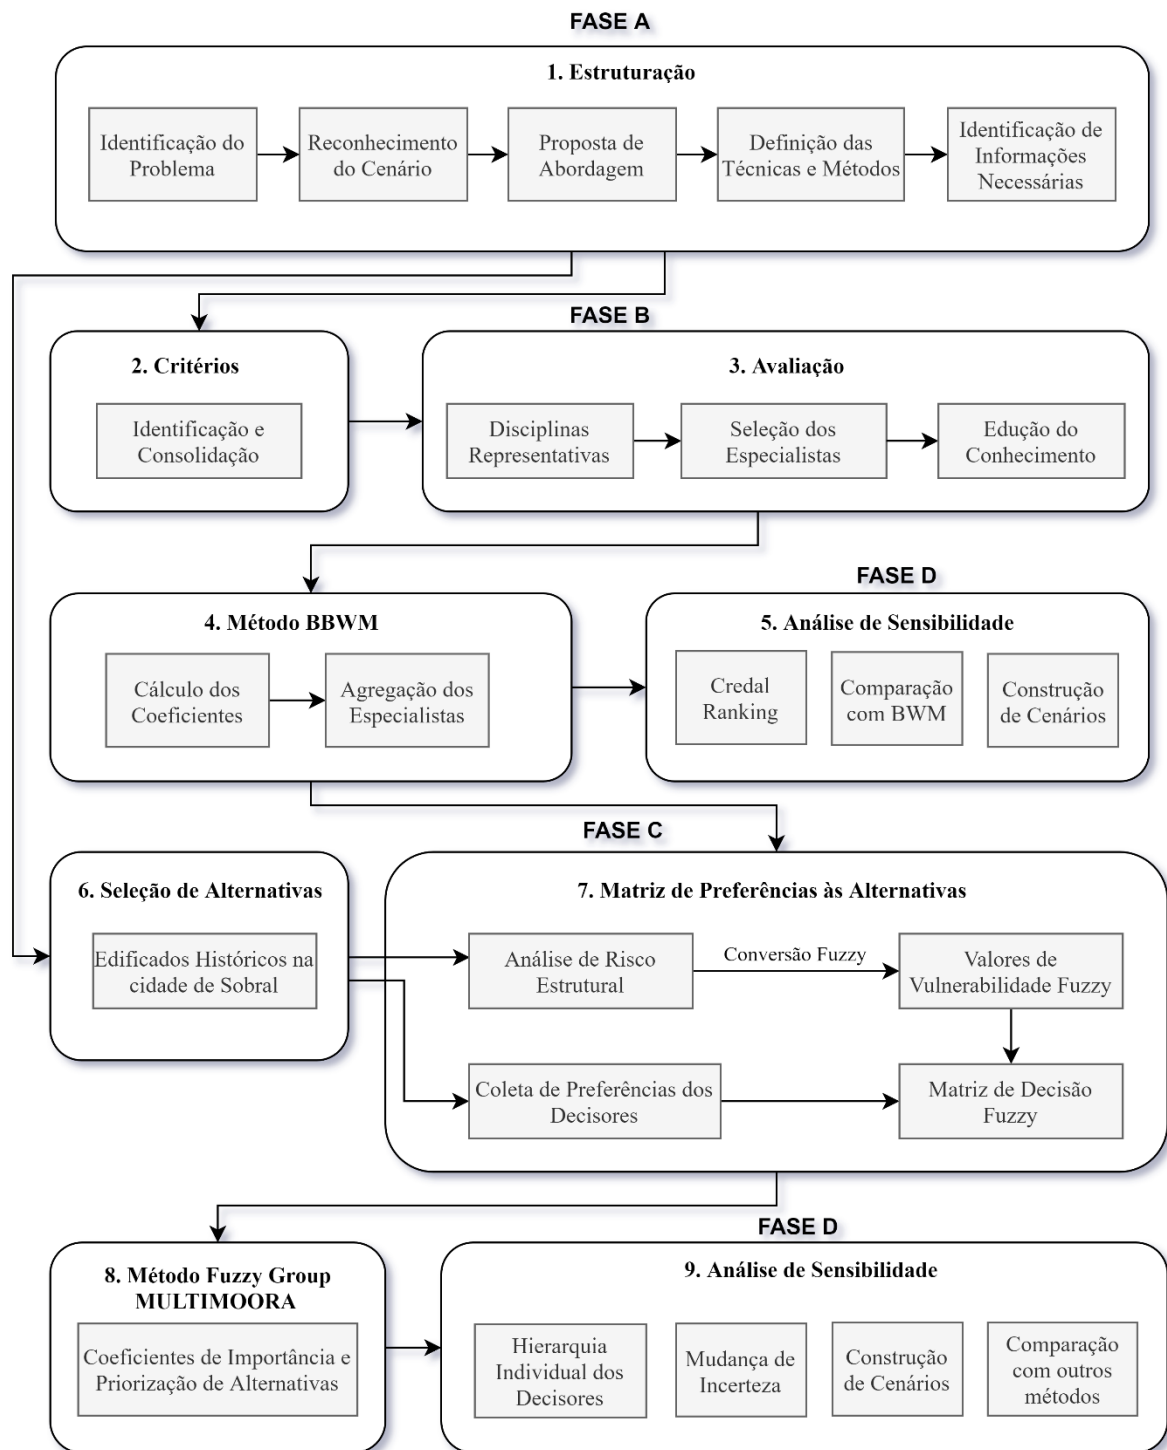 FASE A
1. Estruturação
Identificação do
Problema
Reconhecimento
do Cenário
Proposta de
Abordagem
Definição das
Técnicas e Métodos
Identificação de
Informações
Necessárias
FASE B
2. Critérios
Identificação e
Consolidação
3. Avaliação
Disciplinas
Representativas
Seleção dos
Especialistas
Edução do
Conhecimento
4. Método BBWM
Cálculo dos
Coeficientes
Agregação dos
Especialistas
FASE D
5. Análise de Sensibilidade
Credal
Ranking
Comparação
com BWM
Construção
de Cenários
FASE C
6. Seleção de Alternativas
Edificados Históricos na
cidade de Sobral
7. Matriz de Preferências às Alternativas
Análise de Risco
Estrutural
Conversão Fuzzy
Valores de
Vulnerabilidade Fuzzy
Coleta de Preferências dos
Decisores
Matriz de Decisão
Fuzzy
8. Método Fuzzy Group
MULTIMOORA
Coeficientes de Importância e
Priorização de Alternativas
FASE D
9. Análise de Sensibilidade
Hierarquia
Individual dos
Decisores
Mudança de
Incerteza
Construção
de Cenários
Comparação
com outros
métodos